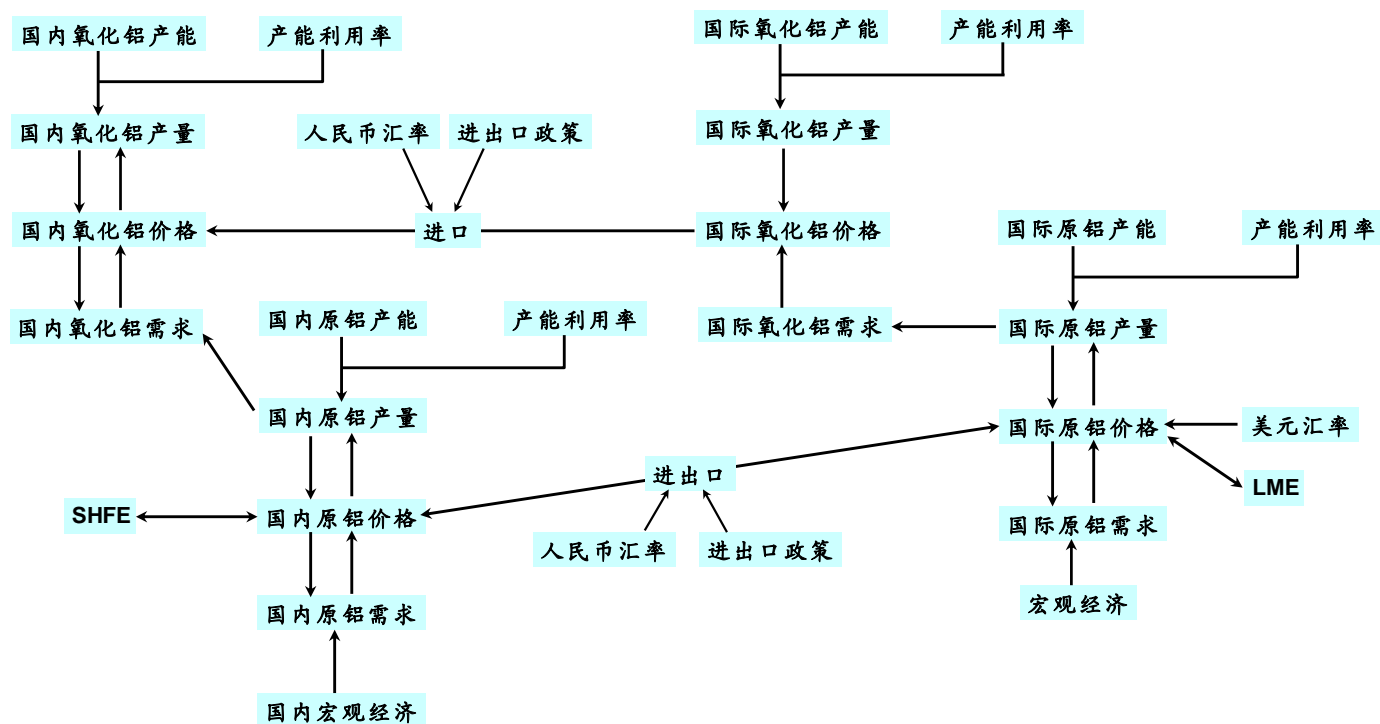 国内氧化铝产能
产能利用率
国际氧化铝产能
产能利用率
国内氧化铝产量
人民币汇率
进出口政策
国际氧化铝产量
国内氧化铝价格
进口
国际氧化铝价格
国际原铝产能
产能利用率
国内氧化铝需求
国内原铝产能
产能利用率
国际氧化铝需求
国际原铝产量
国内原铝产量
国际原铝价格
美元汇率
进出口
LME
SHFE
国内原铝价格
国际原铝需求
人民币汇率
进出口政策
国内原铝需求
宏观经济
国内宏观经济